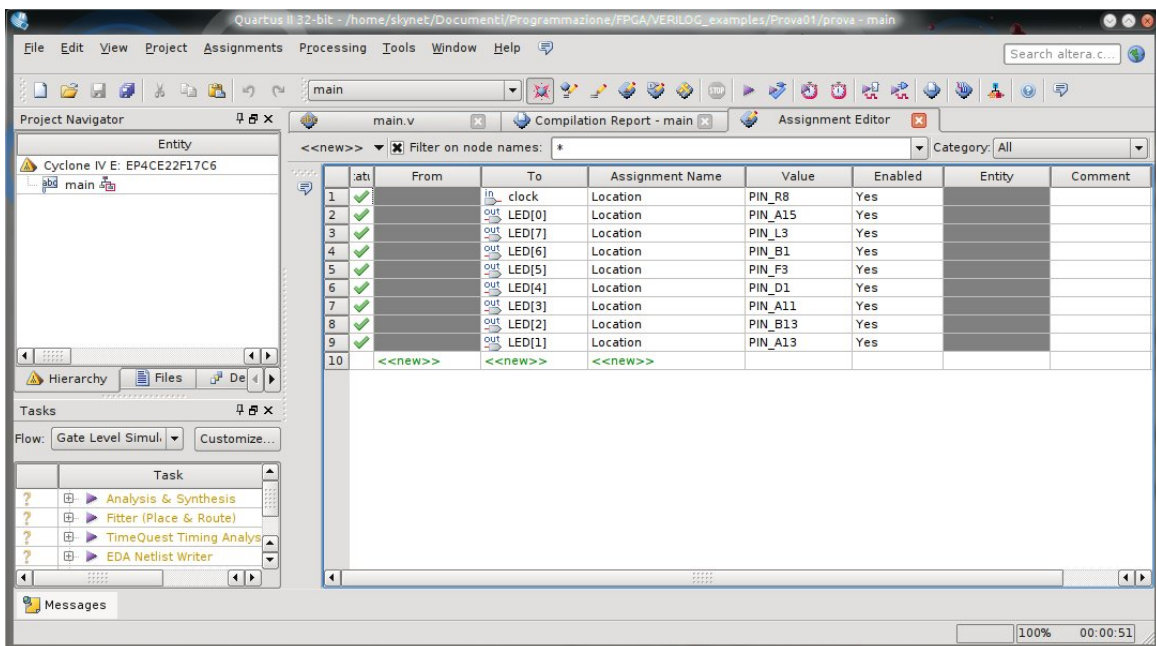 Quartus II 32-bit - /home/skynet/Documenti/Programmazione/FPGA/VERILOG_examples/Prova01/prova - main
File Edit View Project Assignments Processing Tools Window Help
Search altera.c...
main
STOP
Project Navigator
main.v Compilation Report - main Assignment Editor
Entity
<<new>> Filter on node names: * Category: All
Cyclone IV E: EP4CE22F17C6
abd main
:atu From To Assignment Name Value Enabled Entity Comment
1 in clock Location PIN_R8 Yes
2 out LED[0] Location PIN_A15 Yes
3 out LED[7] Location PIN_L3 Yes
4 out LED[6] Location PIN_B1 Yes
5 out LED[5] Location PIN_F3 Yes
6 out LED[4] Location PIN_D1 Yes
7 out LED[3] Location PIN_A11 Yes
8 out LED[2] Location PIN_B13 Yes
9 out LED[1] Location PIN_A13 Yes
10 <<new>> <<new>> <<new>>
Hierarchy Files De
Tasks
Flow: Gate Level Simul Customize...
Task
? Analysis & Synthesis
? Fitter (Place & Route)
? TimeQuest Timing Analys
? EDA Netlist Writer
Messages
100% 00:00:51